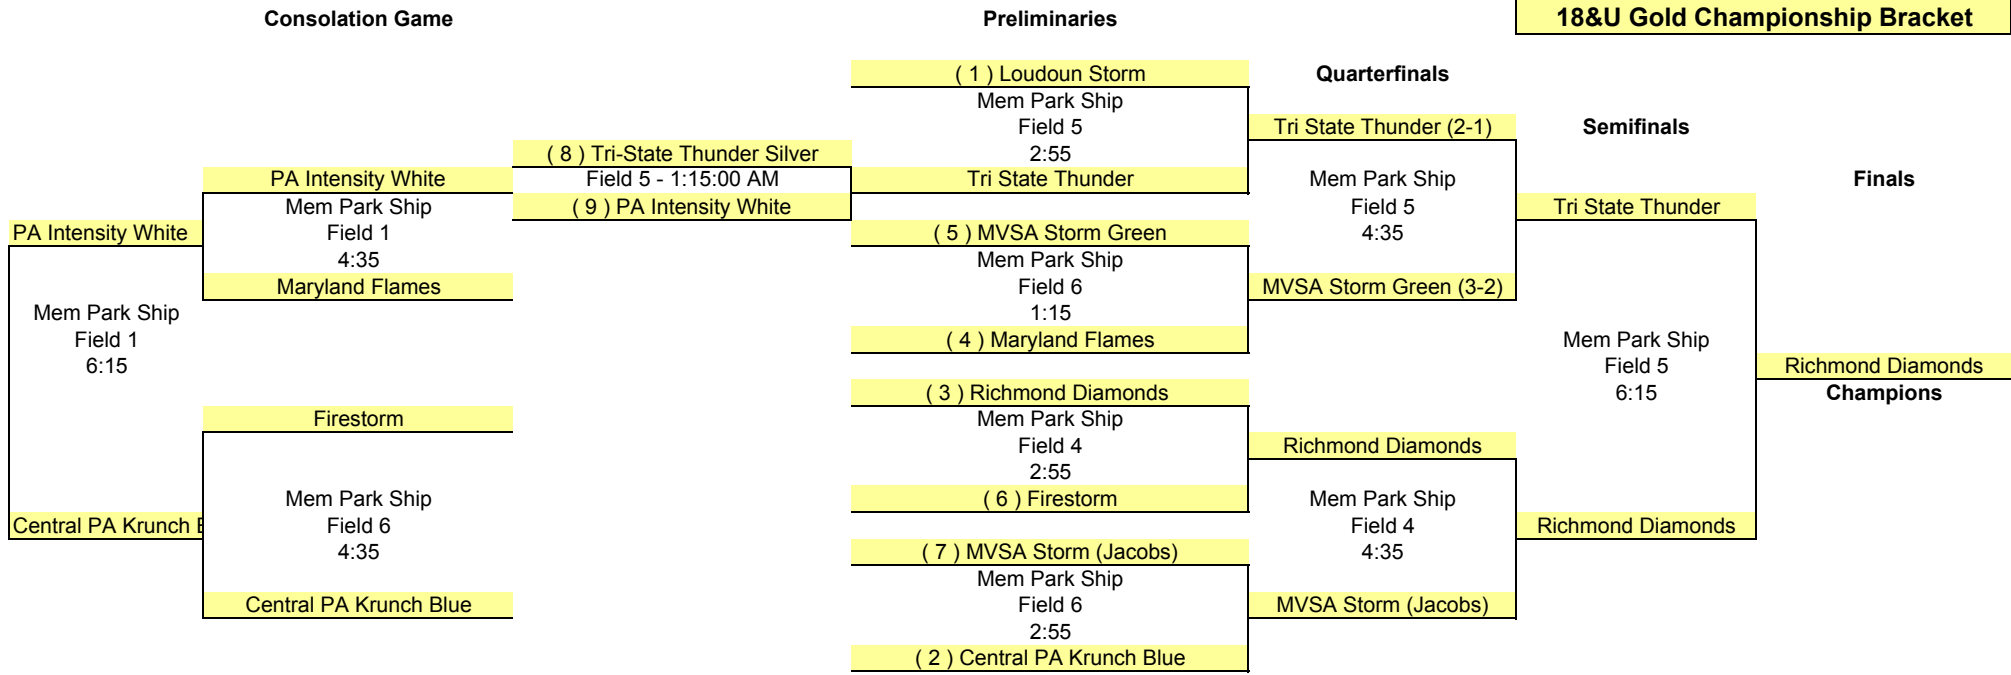 18&U Gold Championship Bracket
Consolation Game
Preliminaries
( 1 ) Loudoun Storm
Quarterfinals
Mem Park Ship
Field 5
2:55
Tri State Thunder (2-1)
Semifinals
( 8 ) Tri-State Thunder Silver
PA Intensity White
Field 5 - 1:15:00 AM
Tri State Thunder
Mem Park Ship
Field 5
4:35
Finals
Mem Park Ship
Field 1
4:35
( 9 ) PA Intensity White
Tri State Thunder
PA Intensity White
( 5 ) MVSA Storm Green
Mem Park Ship
Field 6
1:15
Maryland Flames
MVSA Storm Green (3-2)
Mem Park Ship
Field 1
6:15
( 4 ) Maryland Flames
Mem Park Ship
Field 5
6:15
Richmond Diamonds
Champions
( 3 ) Richmond Diamonds
Mem Park Ship
Field 4
2:55
Firestorm
Richmond Diamonds
( 6 ) Firestorm
Mem Park Ship
Field 6
4:35
Mem Park Ship
Field 4
4:35
Central PA Krunch
Richmond Diamonds
( 7 ) MVSA Storm (Jacobs)
Mem Park Ship
Field 6
2:55
Central PA Krunch Blue
MVSA Storm (Jacobs)
( 2 ) Central PA Krunch Blue